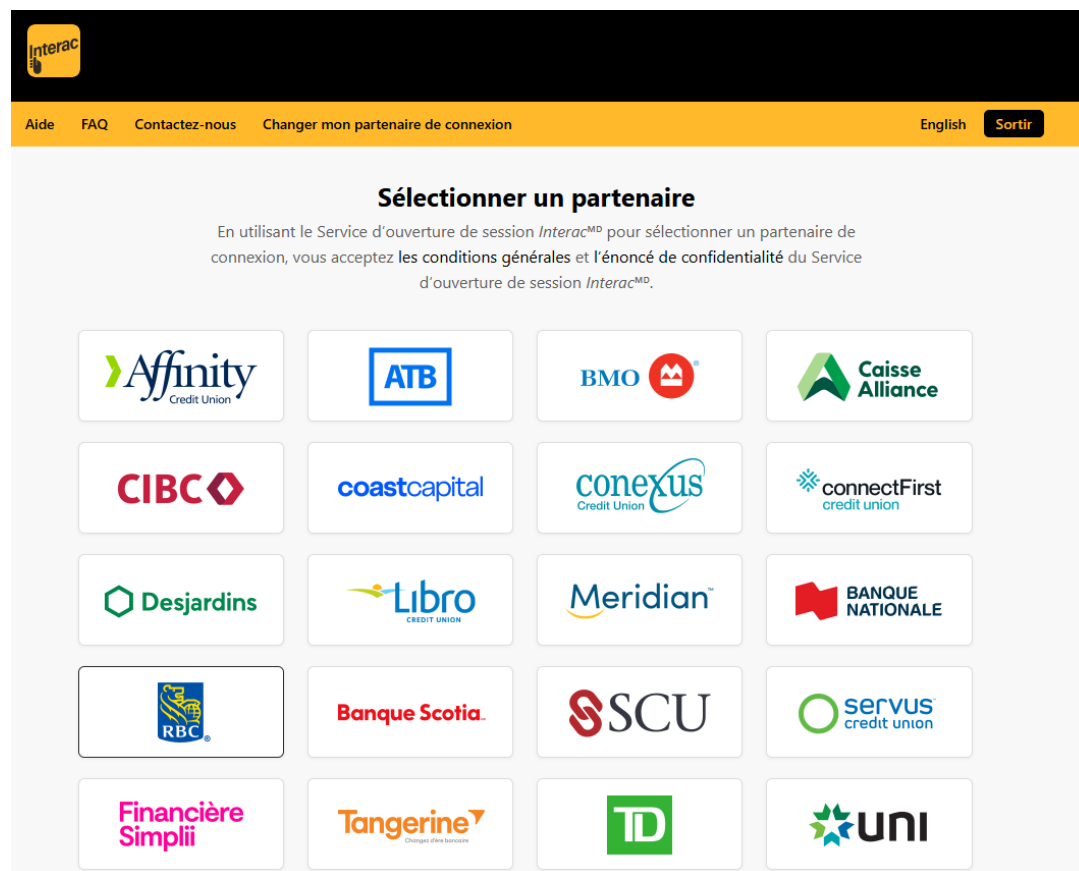 Interac
Aide FAQ Contactez-nous Changer mon partenaire de connexion English Sortir
Sélectionner un partenaire
En utilisant le Service d'ouverture de session Interacᴹᴰ pour sélectionner un partenaire de
connexion, vous acceptez les conditions générales et l'énoncé de confidentialité du Service
d'ouverture de session Interacᴹᴰ.
Affinity
Credit Union
ATB
BMO ®
Caisse
Alliance
CIBC
coastcapital
conexus
Credit Union
connectFirst
credit union
Desjardins
Libro
CREDIT UNION
Meridian™
BANQUE
NATIONALE
RBC ®
Banque Scotia
SCU
servus
credit union
Financière
Simplii
Tangerine
Changez d'ère bancaire
TD
uni